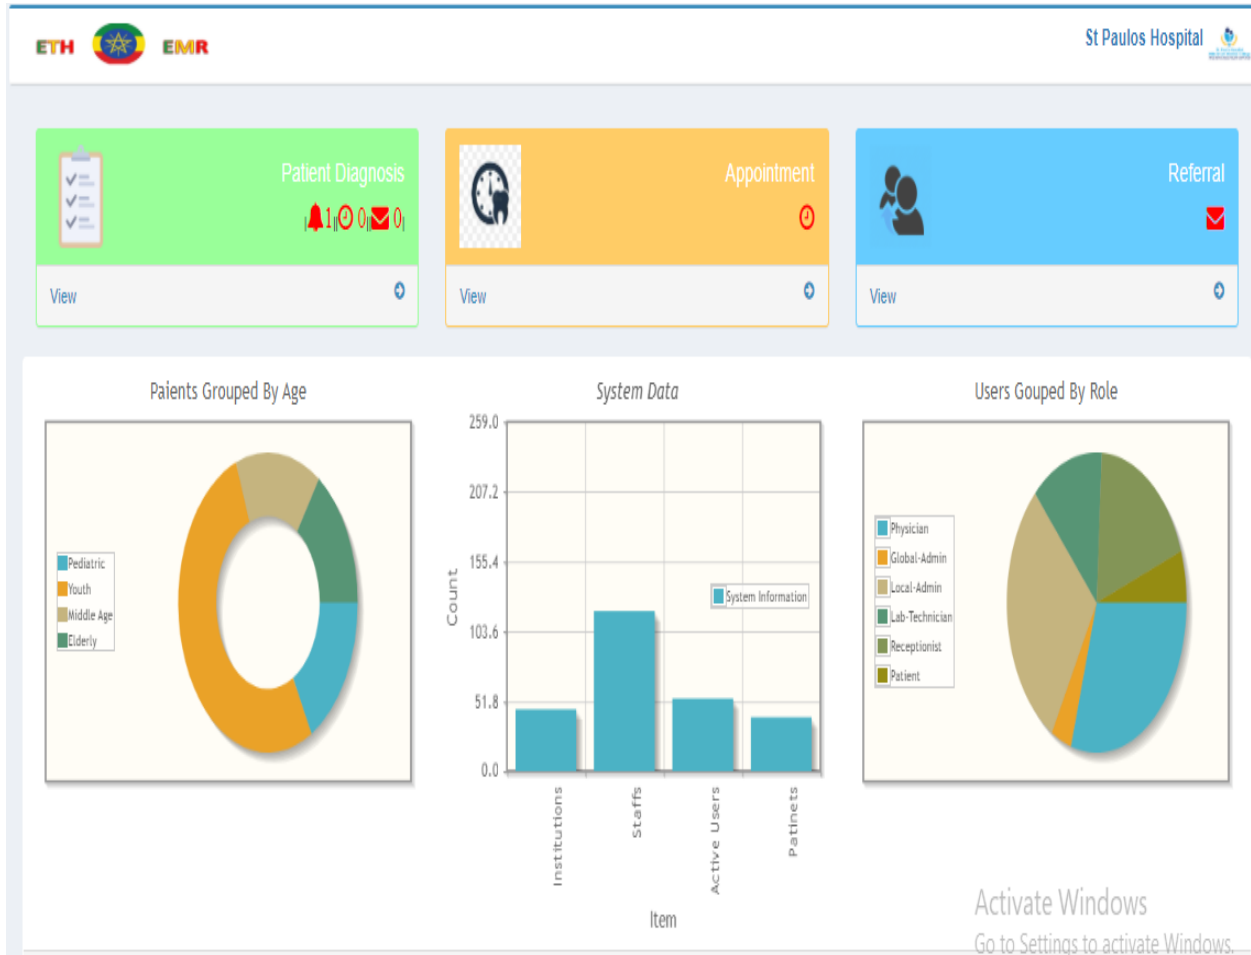 ETH EMR
St Paulos Hospital
Patient Diagnosis
1 0 0
View
Appointment
View
Referral
View
Paients Grouped By Age
Pediatric
Youth
Middle Age
Elderly
System Data
259.0
207.2
155.4
103.6
51.8
0.0
Count
System Information
Institutions
Staffs
Active Users
Patinets
Item
Users Gouped By Role
Physician
Global-Admin
Local-Admin
Lab-Technician
Receptionist
Patient
Activate Windows
Go to Settings to activate Windows.